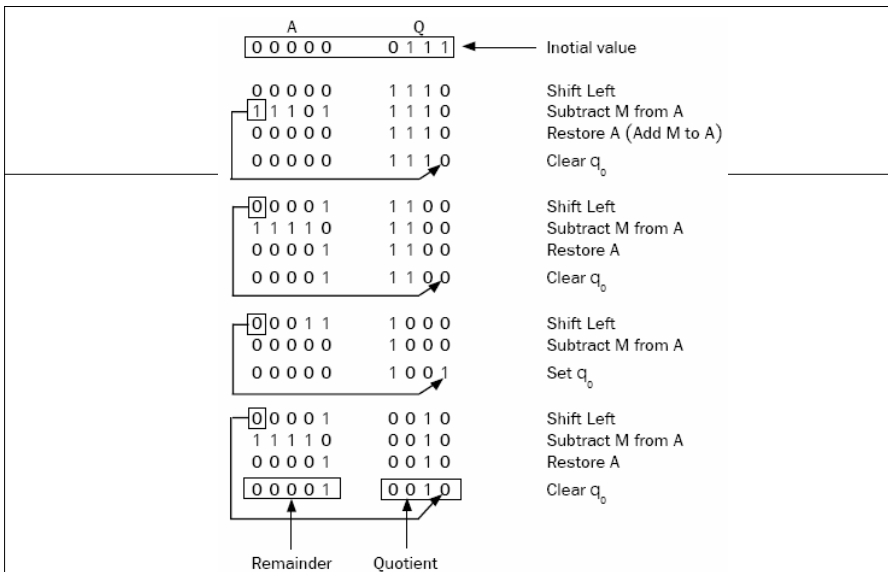 A Q
0 0 0 0 0 0 1 1 1 Inotial value
0 0 0 0 0 1 1 1 0 Shift Left
1 1 1 0 1 1 1 1 0 Subtract M from A
0 0 0 0 0 1 1 1 0 Restore A (Add M to A)
0 0 0 0 0 1 1 1 0 Clear q₀
0 0 0 0 1 1 1 0 0 Shift Left
1 1 1 1 0 1 1 0 0 Subtract M from A
0 0 0 0 1 1 1 0 0 Restore A
0 0 0 0 1 1 1 0 0 Clear q₀
0 0 0 1 1 1 0 0 0 Shift Left
0 0 0 0 0 1 0 0 0 Subtract M from A
0 0 0 0 0 1 0 0 1 Set q₀
0 0 0 0 1 0 0 1 0 Shift Left
1 1 1 1 0 0 0 1 0 Subtract M from A
0 0 0 0 1 0 0 1 0 Restore A
0 0 0 0 1 0 0 1 0 Clear q₀
Remainder Quotient